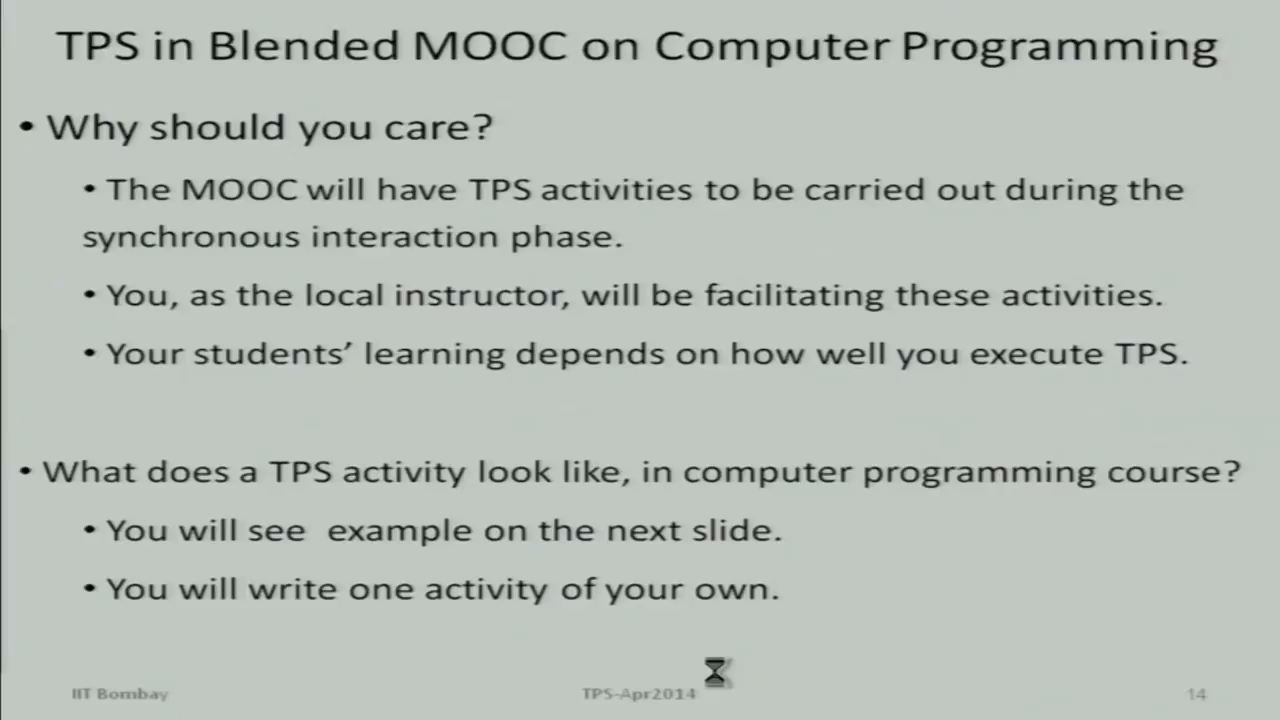 TPS in Blended MOOC on Computer Programming
• Why should you care?
• The MOOC will have TPS activities to be carried out during the
synchronous interaction phase.
• You, as the local instructor, will be facilitating these activities.
• Your students’ learning depends on how well you execute TPS.
• What does a TPS activity look like, in computer programming course?
• You will see example on the next slide.
• You will write one activity of your own.
IIT Bombay TPS-Apr2014 14